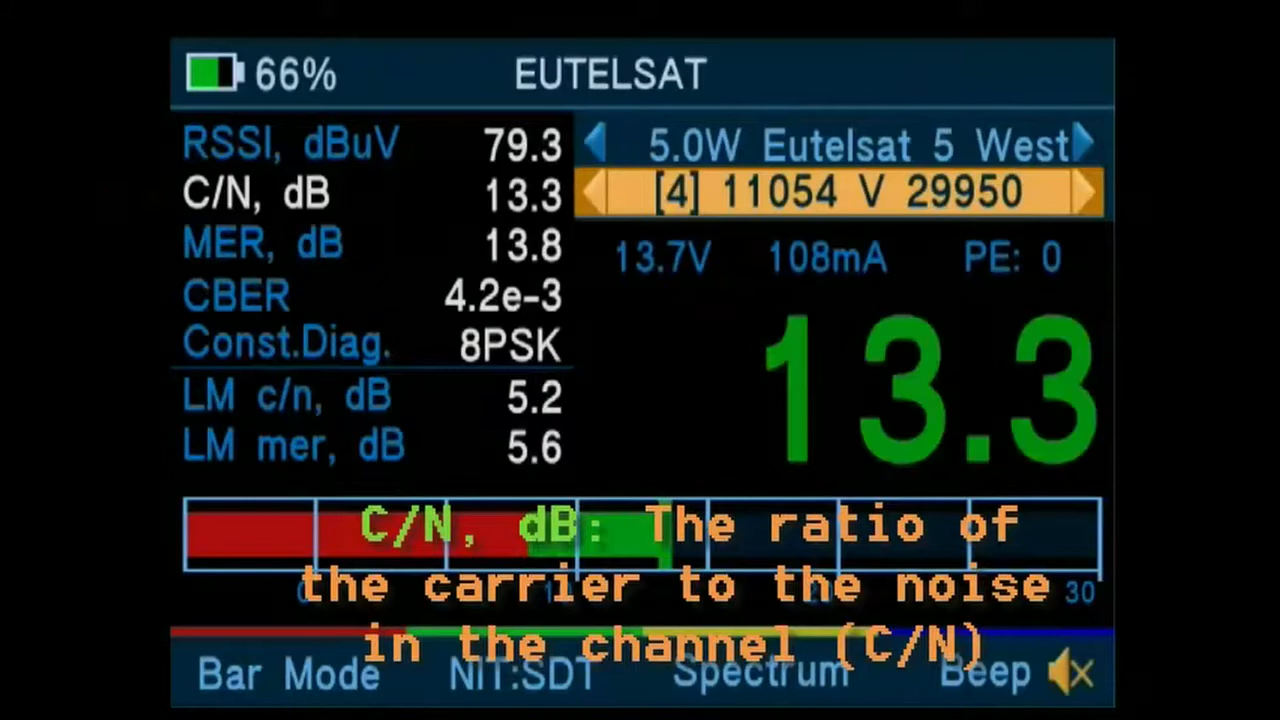 66%
EUTELSAT
RSSI, dBuV 79.3
C/N, dB 13.3
MER, dB 13.8
CBER 4.2e-3
Const.Diag. 8PSK
LM c/n, dB 5.2
LM mer, dB 5.6
5.0W Eutelsat 5 West
[4] 11054 V 29950
13.7V 108mA PE: 0
13.3
C/N, dB: The ratio of
the carrier to the noise
in the channel (C/N)
0 30
Bar Mode NIT:SDT Spectrum Beep